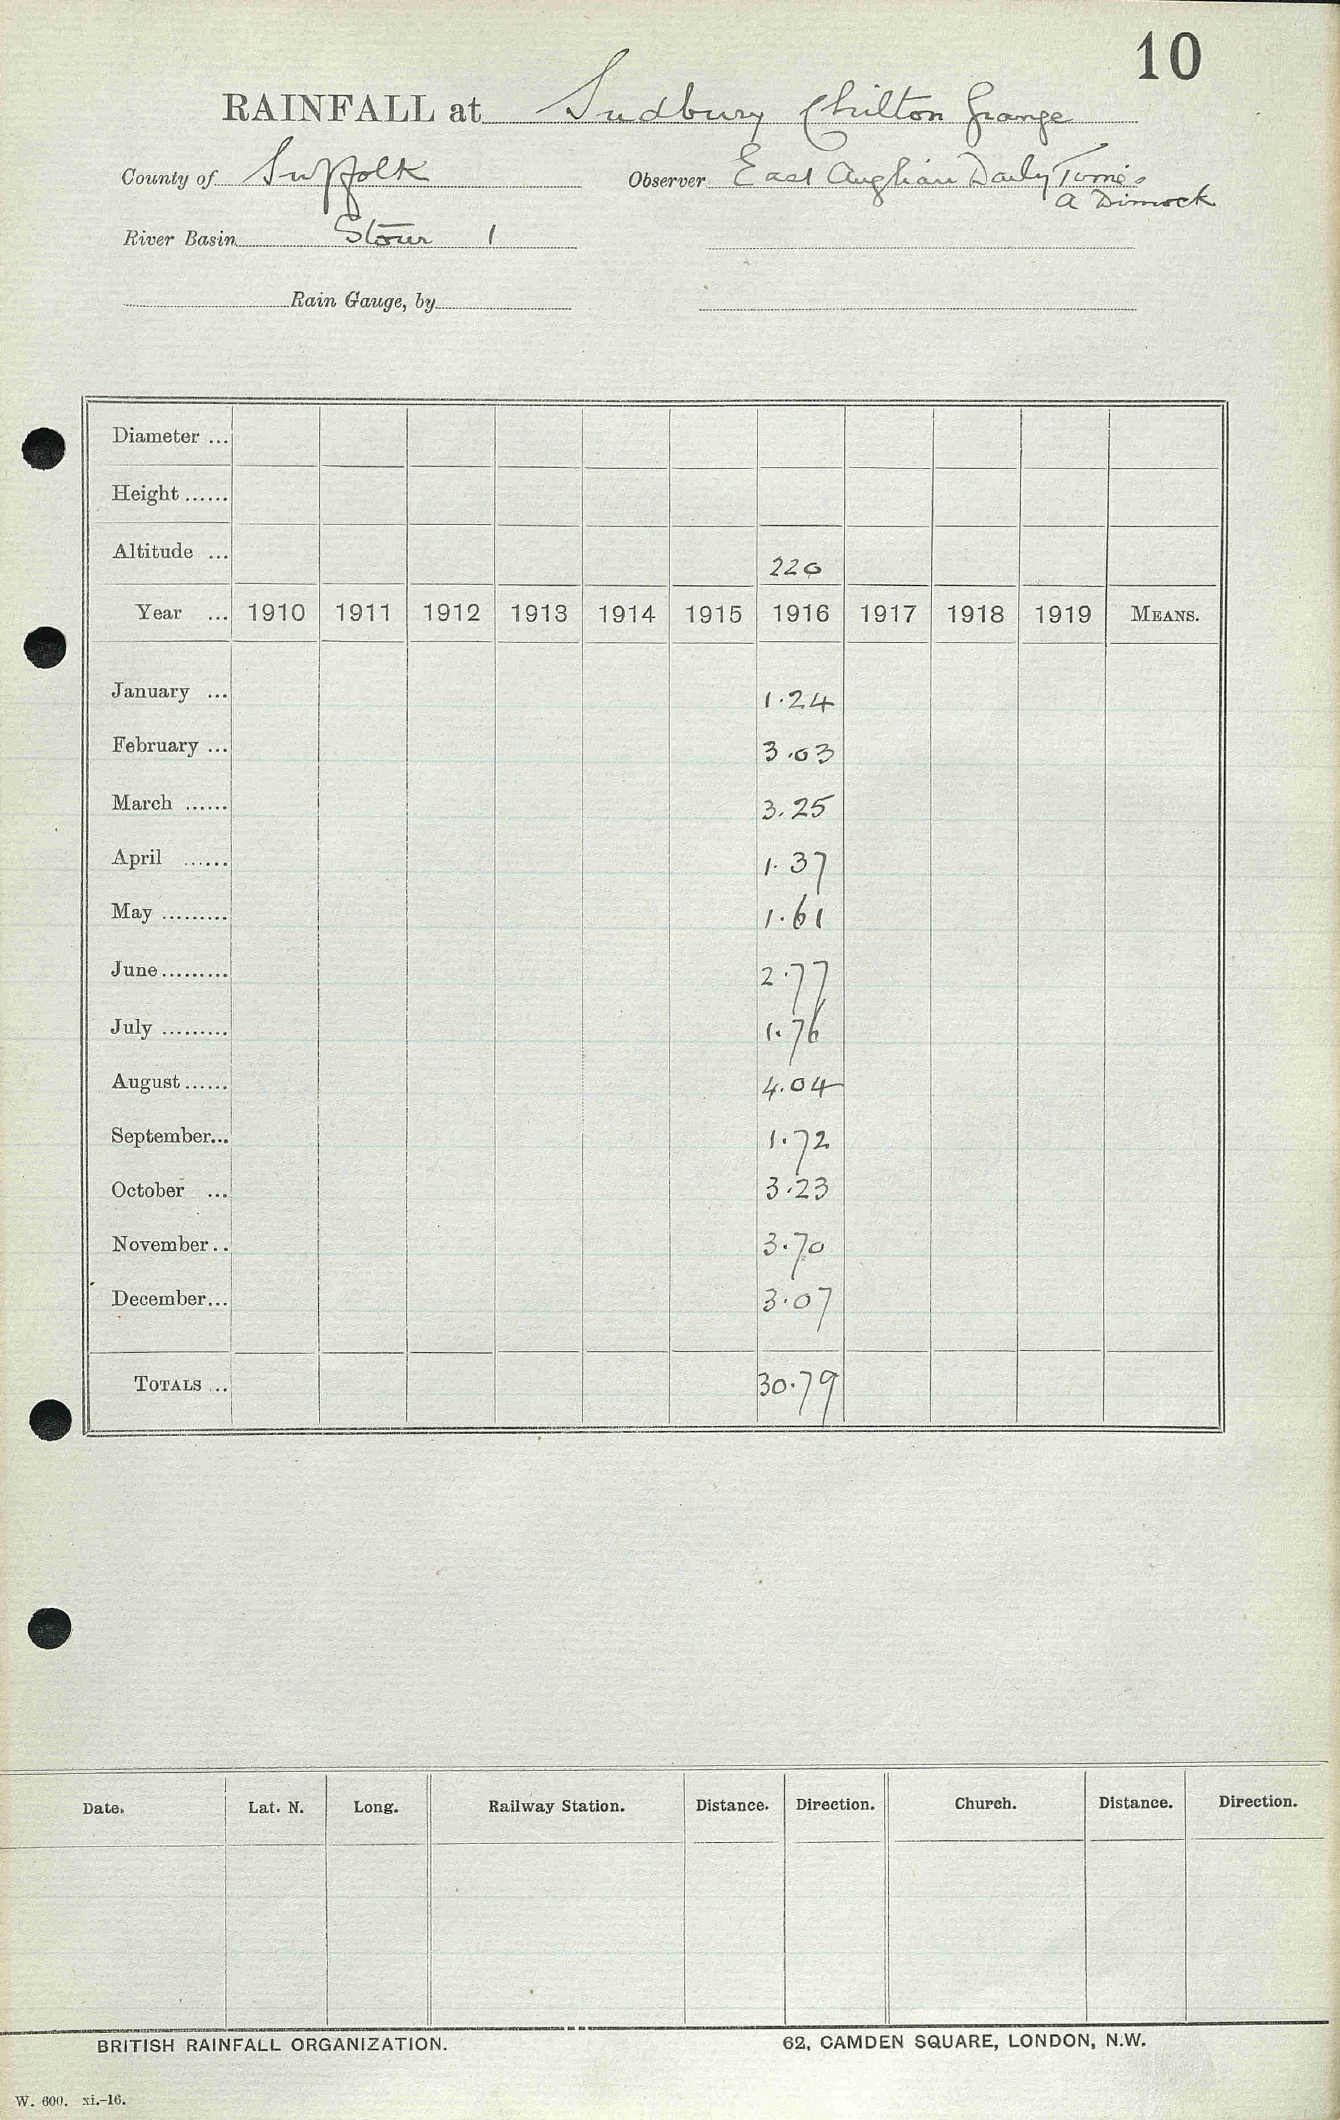 10
RAINFALL at Sudbury Chilton Grange
County of Suffolk Observer East Anglian Daily Times
A Dimock
River Basin Stour 1
Rain Gauge, by
Diameter ...
Height ......
Altitude ... 220
Year ... 1910 1911 1912 1913 1914 1915 1916 1917 1918 1919 MEANS.
January ... 1.24
February ... 3.03
March ...... 3.25
April ...... 1.37
May ......... 1.61
June ......... 2.77
July ......... 1.76
August ...... 4.04
September... 1.72
October ... 3.23
November.. 3.70
December... 3.07
TOTALS ... 30.79
Date. Lat. N. Long. Railway Station. Distance. Direction. Church. Distance. Direction.
BRITISH RAINFALL ORGANIZATION. 62, CAMDEN SQUARE, LONDON, N.W.
W. 600. xi.-16.